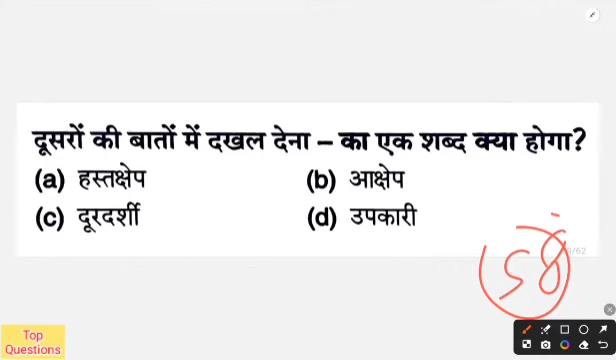 दूसरों की बातों में दखल देना – का एक शब्द क्या होगा?
(a) हस्तक्षेप (b) आक्षेप
(c) दूरदर्शी (d) उपकारी
58
Top
Questions